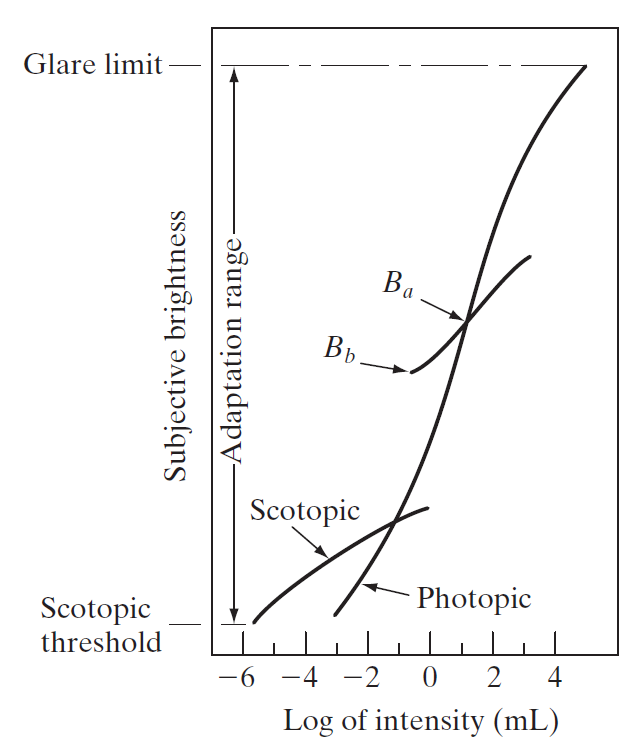 Glare limit
Subjective brightness
Adaptation range
B_a
B_b
Scotopic
Photopic
Scotopic
threshold
−6 −4 −2 0 2 4
Log of intensity (mL)